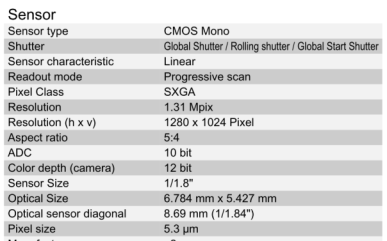 Sensor
Sensor type CMOS Mono
Shutter Global Shutter / Rolling shutter / Global Start Shutter
Sensor characteristic Linear
Readout mode Progressive scan
Pixel Class SXGA
Resolution 1.31 Mpix
Resolution (h x v) 1280 x 1024 Pixel
Aspect ratio 5:4
ADC 10 bit
Color depth (camera) 12 bit
Sensor Size 1/1.8"
Optical Size 6.784 mm x 5.427 mm
Optical sensor diagonal 8.69 mm (1/1.84")
Pixel size 5.3 µm